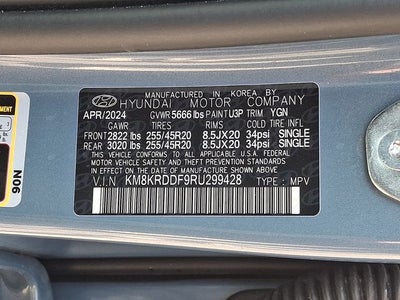 MANUFACTURED IN KOREA BY
HYUNDAI MOTOR COMPANY
APR/2024 GVWR 5666 lbs PAINT U3P TRIM YGN
GAWR TIRES RIMS COLD TIRE INFL
FRONT 2822 lbs 255/45R20 8.5JX20 34psi SINGLE
REAR 3020 lbs 255/45R20 8.5JX20 34psi SINGLE
THIS VEHICLE CONFORMS TO ALL APPLICABLE U.S.
FEDERAL MOTOR VEHICLE SAFETY AND THEFT PREVENTION
STANDARDS IN EFFECT ON THE DATE OF MANUFACTURE
SHOWN ABOVE.
V.I.N KM8KRDDF9RU299428 TYPE : MPV
N06